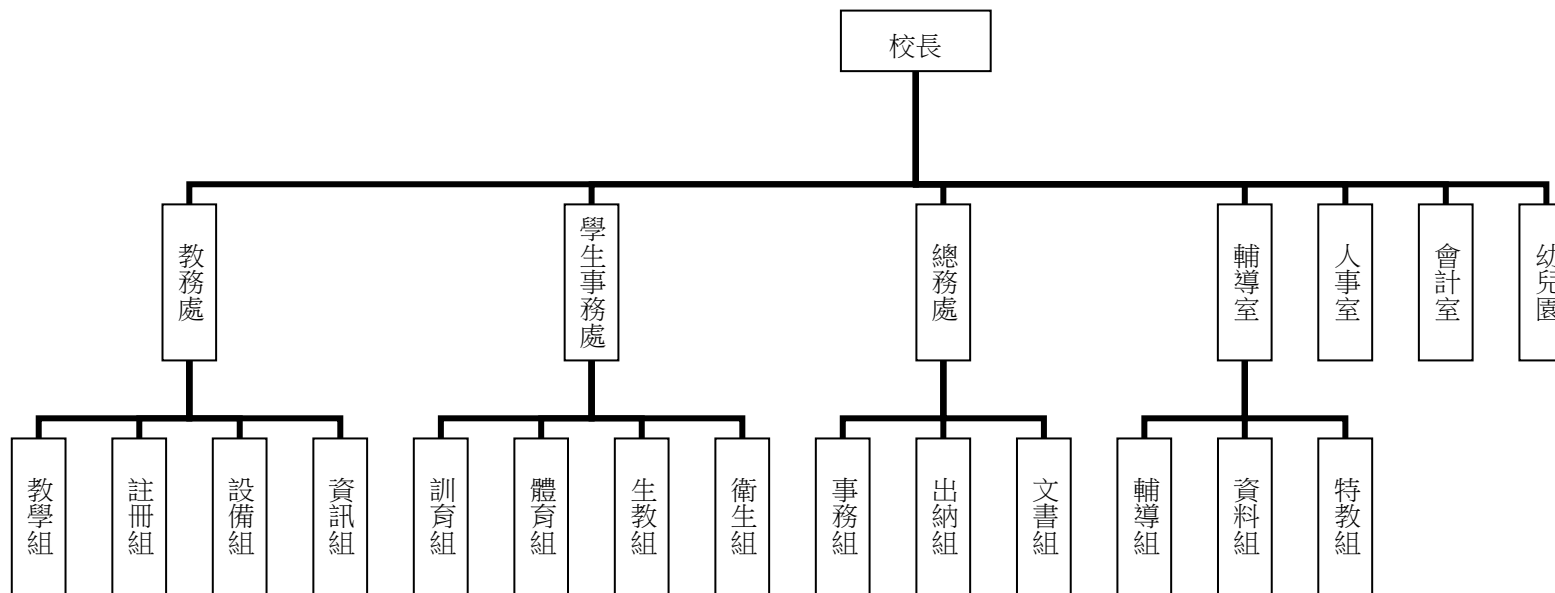 校長
教務處
學生事務處
總務處
輔導室
人事室
會計室
幼兒園
教學組
註冊組
設備組
資訊組
訓育組
體育組
生教組
衛生組
事務組
出納組
文書組
輔導組
資料組
特教組